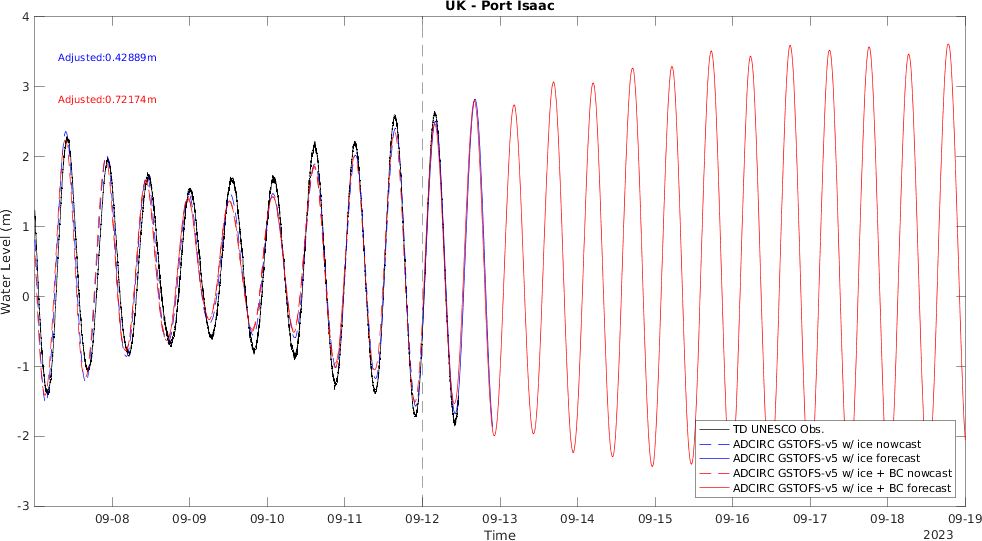 UK - Port Isaac
Adjusted:0.42889m
Adjusted:0.72174m
4
3
2
1
0
-1
-2
-3
Water Level (m)
TD UNESCO Obs.
ADCIRC GSTOFS-v5 w/ ice nowcast
ADCIRC GSTOFS-v5 w/ ice forecast
ADCIRC GSTOFS-v5 w/ ice + BC nowcast
ADCIRC GSTOFS-v5 w/ ice + BC forecast
09-08 09-09 09-10 09-11 09-12 09-13 09-14 09-15 09-16 09-17 09-18 09-19
Time
2023